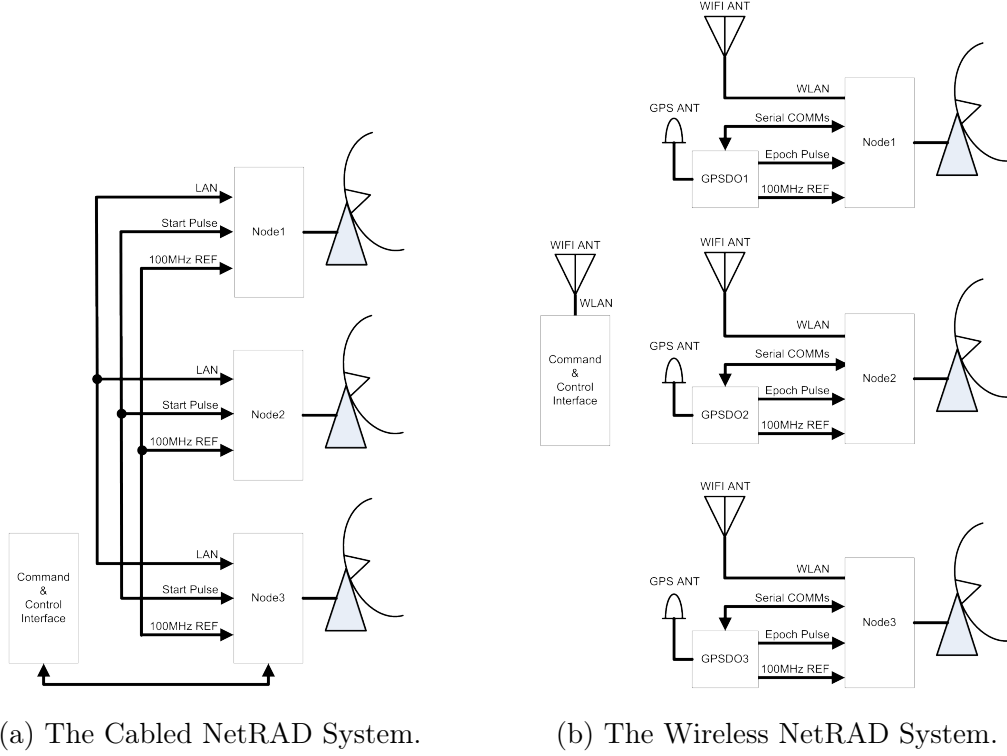 LAN
Start Pulse
100MHz REF
Node1
LAN
Start Pulse
100MHz REF
Node2
LAN
Start Pulse
100MHz REF
Node3
Command
&
Control
Interface
(a) The Cabled NetRAD System.
WIFI ANT
WLAN
GPS ANT
Serial COMMs
Epoch Pulse
100MHz REF
GPSDO1
Node1
WIFI ANT
WLAN
Command
&
Control
Interface
WIFI ANT
WLAN
GPS ANT
Serial COMMs
Epoch Pulse
100MHz REF
GPSDO2
Node2
WIFI ANT
WLAN
GPS ANT
Serial COMMs
Epoch Pulse
100MHz REF
GPSDO3
Node3
(b) The Wireless NetRAD System.